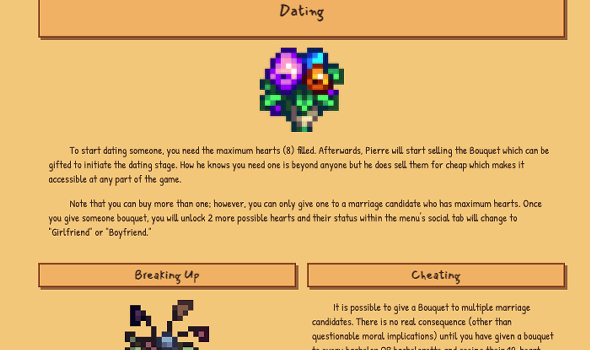 Dating
To start dating someone, you need the maximum hearts (8) filled. Afterwards, Pierre will start selling the Bouquet which can be
gifted to initiate the dating stage. How he knows you need one is beyond anyone but he does sell them for cheap which makes it
accessible at any part of the game.
Note that you can buy more than one; however, you can only give one to a marriage candidate who has maximum hearts. Once
you give someone bouquet, you will unlock 2 more possible hearts and their status within the menu's social tab will change to
"Girlfriend" or "Boyfriend."
Breaking Up
Cheating
It is possible to give a Bouquet to multiple marriage
candidates. There is no real consequence (other than
questionable moral implications) until you have given a bouquet